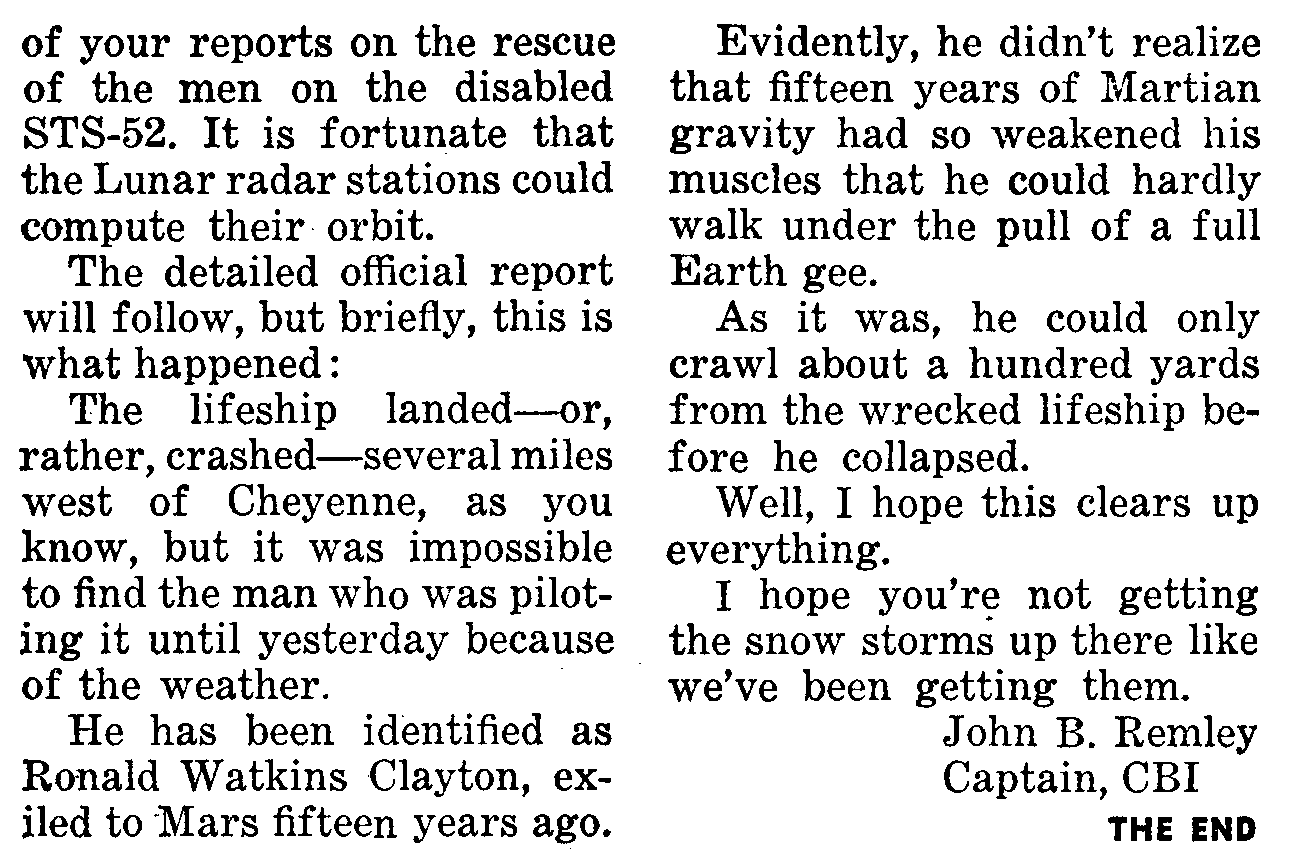 of your reports on the rescue
of the men on the disabled
STS-52. It is fortunate that
the Lunar radar stations could
compute their orbit.
The detailed official report
will follow, but briefly, this is
what happened:
The lifeship landed—or,
rather, crashed—several miles
west of Cheyenne, as you
know, but it was impossible
to find the man who was pilot-
ing it until yesterday because
of the weather.
He has been identified as
Ronald Watkins Clayton, ex-
iled to Mars fifteen years ago.
Evidently, he didn't realize
that fifteen years of Martian
gravity had so weakened his
muscles that he could hardly
walk under the pull of a full
Earth gee.
As it was, he could only
crawl about a hundred yards
from the wrecked lifeship be-
fore he collapsed.
Well, I hope this clears up
everything.
I hope you're not getting
the snow storms up there like
we've been getting them.
John B. Remley
Captain, CBI
THE END